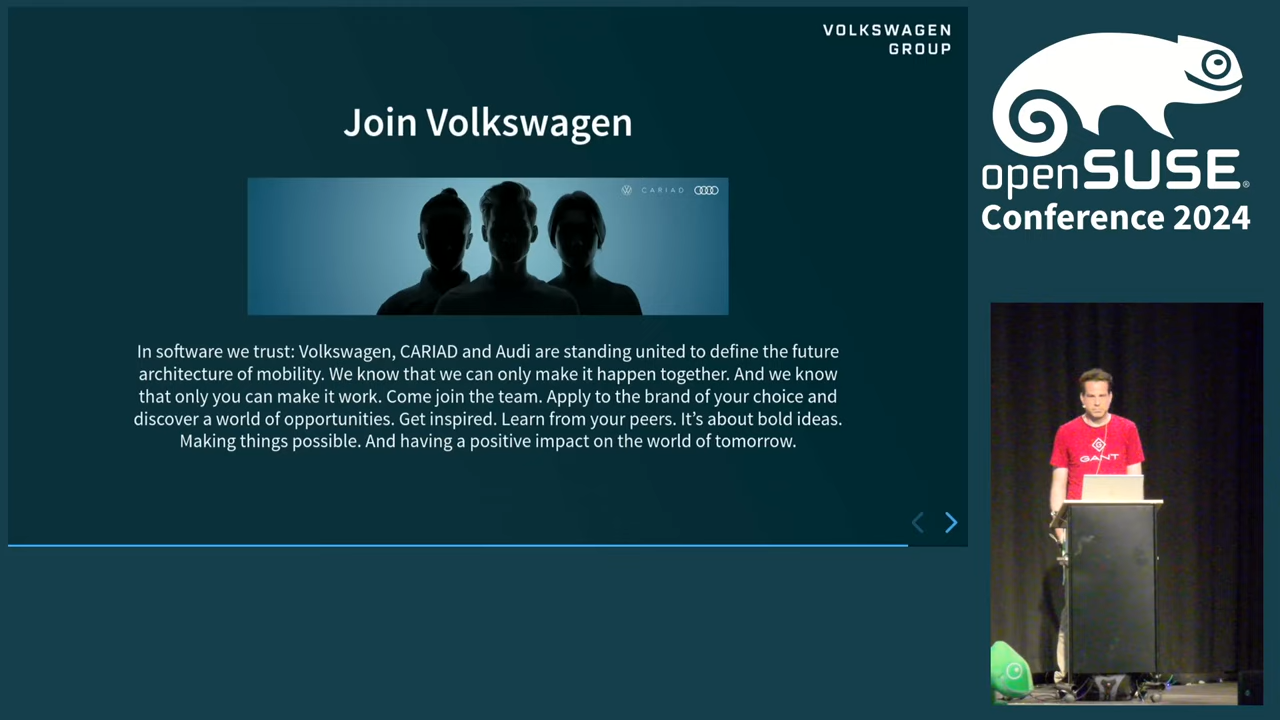 VOLKSWAGEN
GROUP
Join Volkswagen
CARIAD
In software we trust: Volkswagen, CARIAD and Audi are standing united to define the future
architecture of mobility. We know that we can only make it happen together. And we know
that only you can make it work. Come join the team. Apply to the brand of your choice and
discover a world of opportunities. Get inspired. Learn from your peers. It’s about bold ideas.
Making things possible. And having a positive impact on the world of tomorrow.
openSUSE®
Conference 2024
GANT